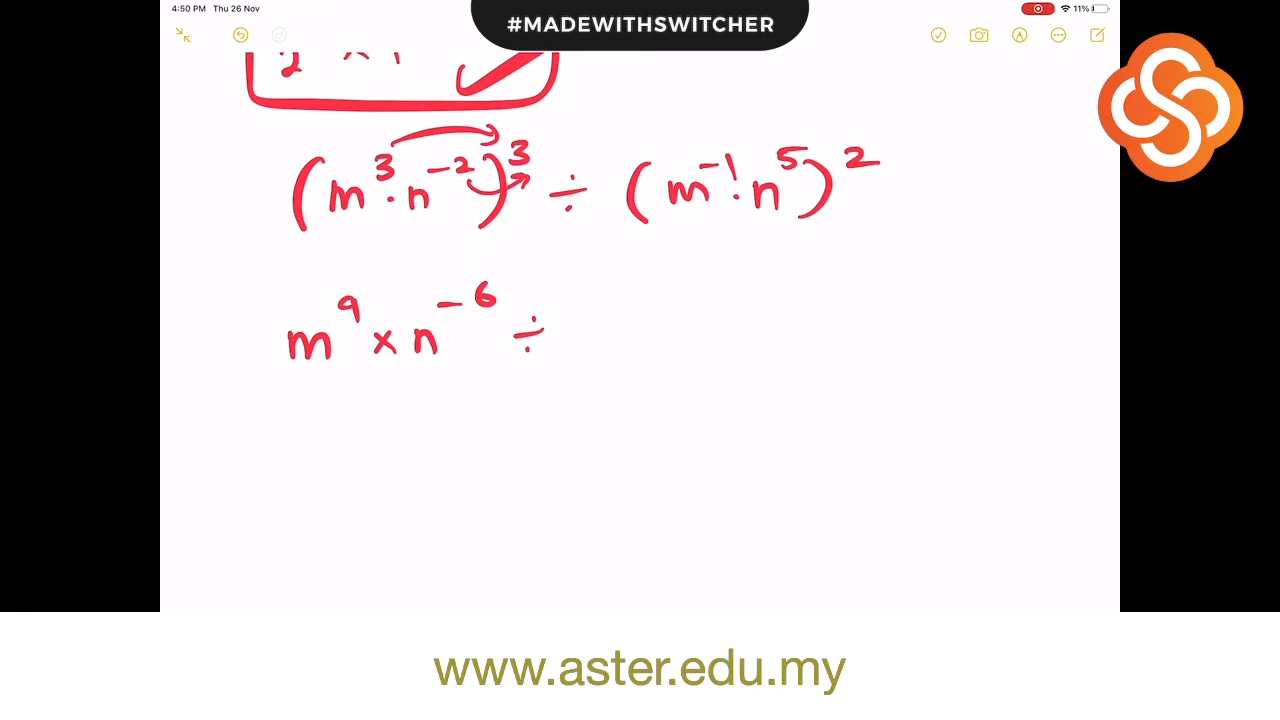 4:50 PM Thu 26 Nov
#MADEWITHSWITCHER
11%
(m³·n⁻²)³ ÷ (m⁻¹·n⁵)²
m⁹ × n⁻⁶ ÷
www.aster.edu.my